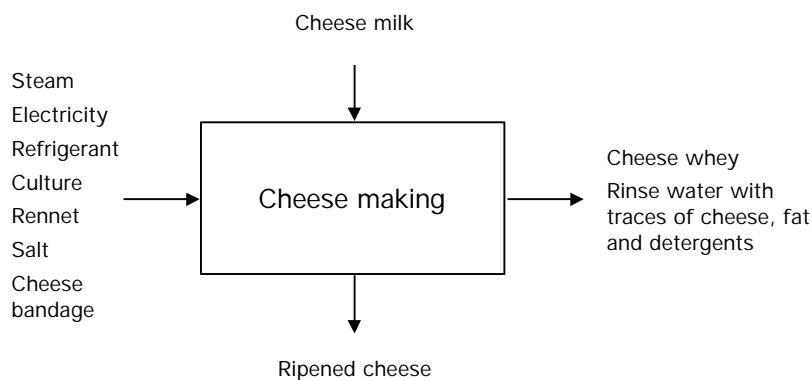 Cheese milk
Steam
Electricity
Refrigerant
Culture
Rennet
Salt
Cheese
bandage
Cheese making
Cheese whey
Rinse water with
traces of cheese, fat
and detergents
Ripened cheese